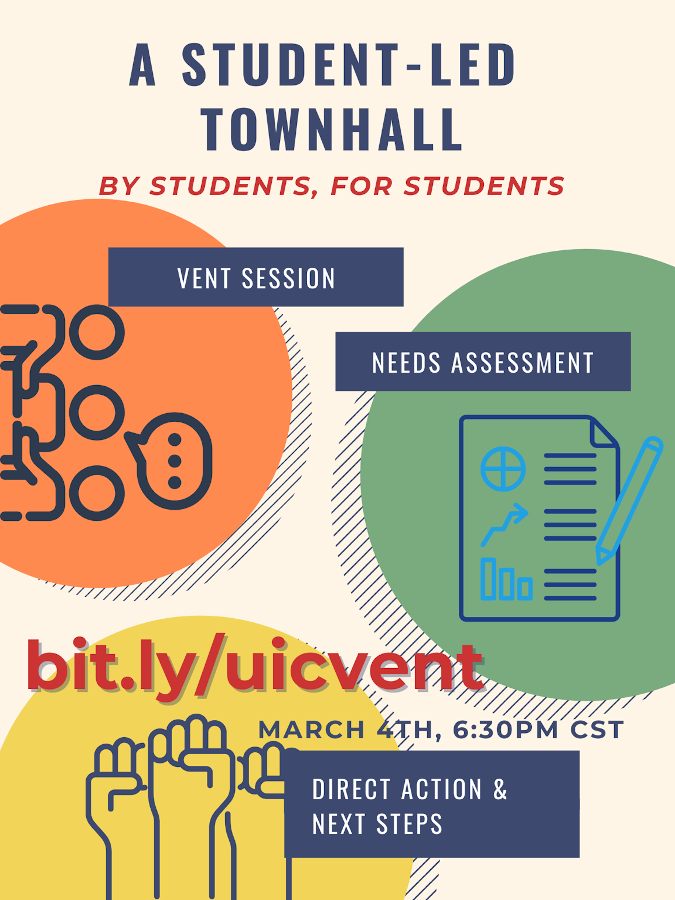 A STUDENT-LED
TOWNHALL
BY STUDENTS, FOR STUDENTS
VENT SESSION
NEEDS ASSESSMENT
bit.ly/uicvent
MARCH 4TH, 6:30PM CST
DIRECT ACTION &
NEXT STEPS